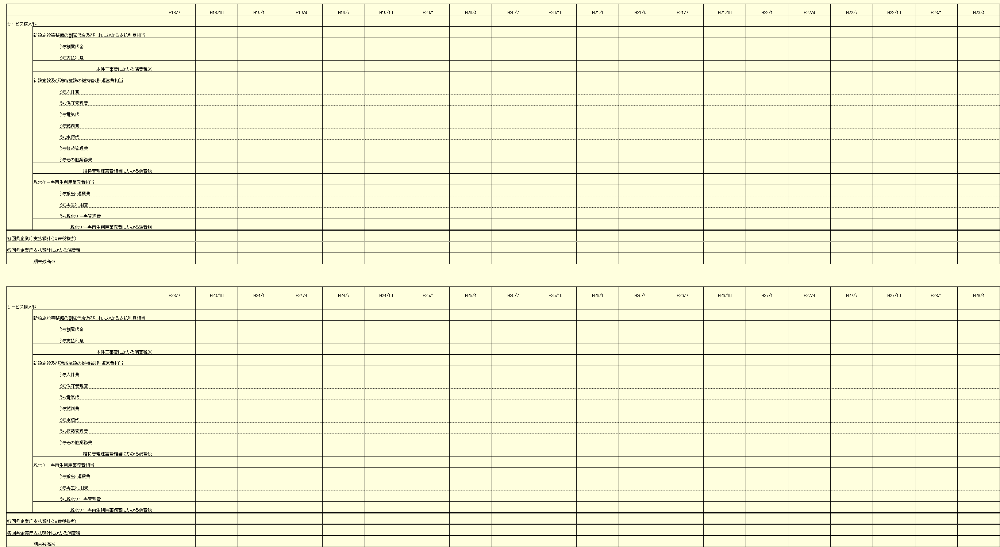 H18/7 H18/10 H19/1 H19/4 H19/7 H19/10 H20/1 H20/4 H20/7 H20/10 H21/1 H21/4 H21/7 H21/10 H22/1 H22/4 H22/7 H22/10 H23/1 H23/4
サービス購入料
新設施設等整備の割賦代金及びこれにかかる支払利息相当
うち割賦代金
うち支払利息
本件工事費にかかる消費税※
新設施設及び濃縮施設の維持管理・運営費相当
うち人件費
うち保守管理費
うち電気代
うち燃料費
うち水道代
うち植栽管理費
うちその他業務費
維持管理運営費相当にかかる消費税
脱水ケーキ再生利用業務費相当
うち搬出・運搬費
うち再生利用費
うち脱水ケーキ管理費
脱水ケーキ再生利用業務費にかかる消費税
各回県企業庁支払額計(消費税抜き)
各回県企業庁支払額計にかかる消費税
期末残高※
H23/7 H23/10 H24/1 H24/4 H24/7 H24/10 H25/1 H25/4 H25/7 H25/10 H26/1 H26/4 H26/7 H26/10 H27/1 H27/4 H27/7 H27/10 H28/1 H28/4
サービス購入料
新設施設等整備の割賦代金及びこれにかかる支払利息相当
うち割賦代金
うち支払利息
本件工事費にかかる消費税※
新設施設及び濃縮施設の維持管理・運営費相当
うち人件費
うち保守管理費
うち電気代
うち燃料費
うち水道代
うち植栽管理費
うちその他業務費
維持管理運営費相当にかかる消費税
脱水ケーキ再生利用業務費相当
うち搬出・運搬費
うち再生利用費
うち脱水ケーキ管理費
脱水ケーキ再生利用業務費にかかる消費税
各回県企業庁支払額計(消費税抜き)
各回県企業庁支払額計にかかる消費税
期末残高※